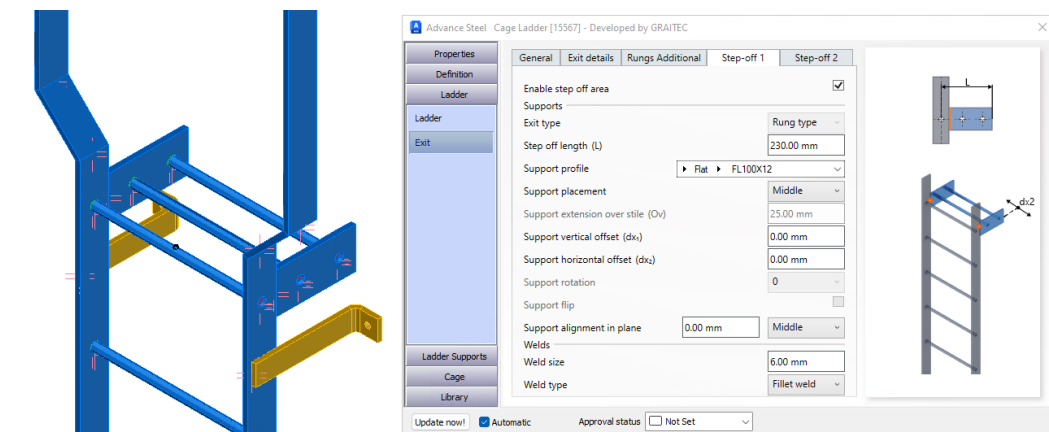 Advance Steel Cage Ladder [15567] - Developed by GRAITEC
Properties
Definition
Ladder
Ladder
Exit
Ladder Supports
Cage
Library
General Exit details Rungs Additional Step-off 1 Step-off 2
Enable step off area
Supports
Exit type Rung type
Step off length (L) 230.00 mm
Support profile Flat FL100X12
Support placement Middle
Support extension over stile (Ov) 25.00 mm
Support vertical offset (dx₁) 0.00 mm
Support horizontal offset (dx₂) 0.00 mm
Support rotation 0
Support flip
Support alignment in plane 0.00 mm Middle
Welds
Weld size 6.00 mm
Weld type Fillet weld
L
dx2
Update now! Automatic Approval status Not Set